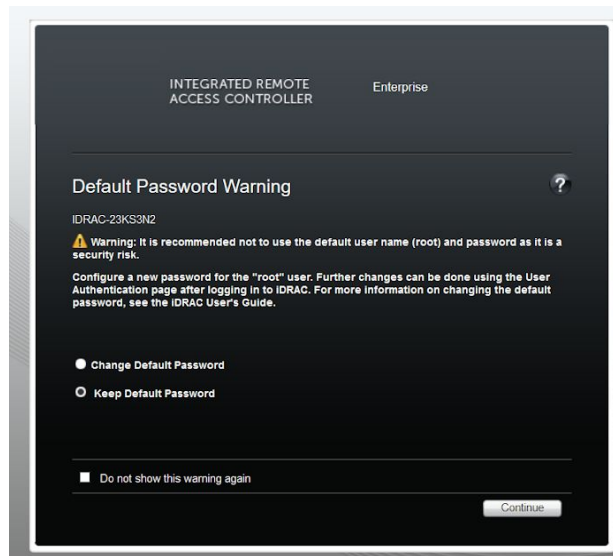 INTEGRATED REMOTE Enterprise
ACCESS CONTROLLER
Default Password Warning ?
IDRAC-23KS3N2
Warning: It is recommended not to use the default user name (root) and password as it is a
security risk.
Configure a new password for the "root" user. Further changes can be done using the User
Authentication page after logging in to iDRAC. For more information on changing the default
password, see the iDRAC User's Guide.
Change Default Password
Keep Default Password
Do not show this warning again
Continue